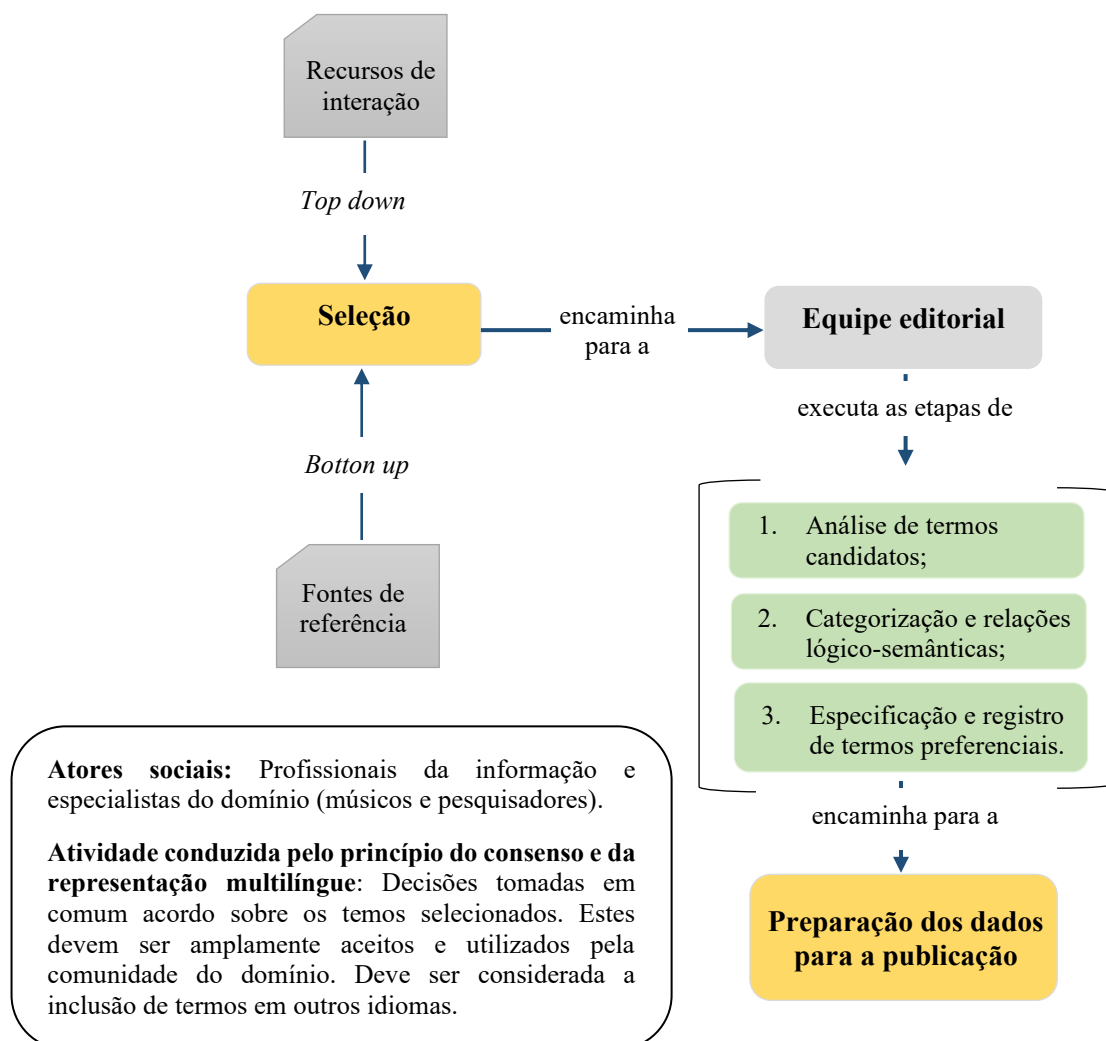 Recursos de
interação
Top down
Seleção
encaminha
para a
Equipe editorial
executa as etapas de
Botton up
Fontes de
referência
1. Análise de termos
candidatos;
2. Categorização e relações
lógico-semânticas;
3. Especificação e registro
de termos preferenciais.
encaminha para a
Preparação dos dados
para a publicação
Atores sociais: Profissionais da informação e
especialistas do domínio (músicos e pesquisadores).
Atividade conduzida pelo princípio do consenso e da
representação multilíngue: Decisões tomadas em
comum acordo sobre os temos selecionados. Estes
devem ser amplamente aceitos e utilizados pela
comunidade do domínio. Deve ser considerada a
inclusão de termos em outros idiomas.